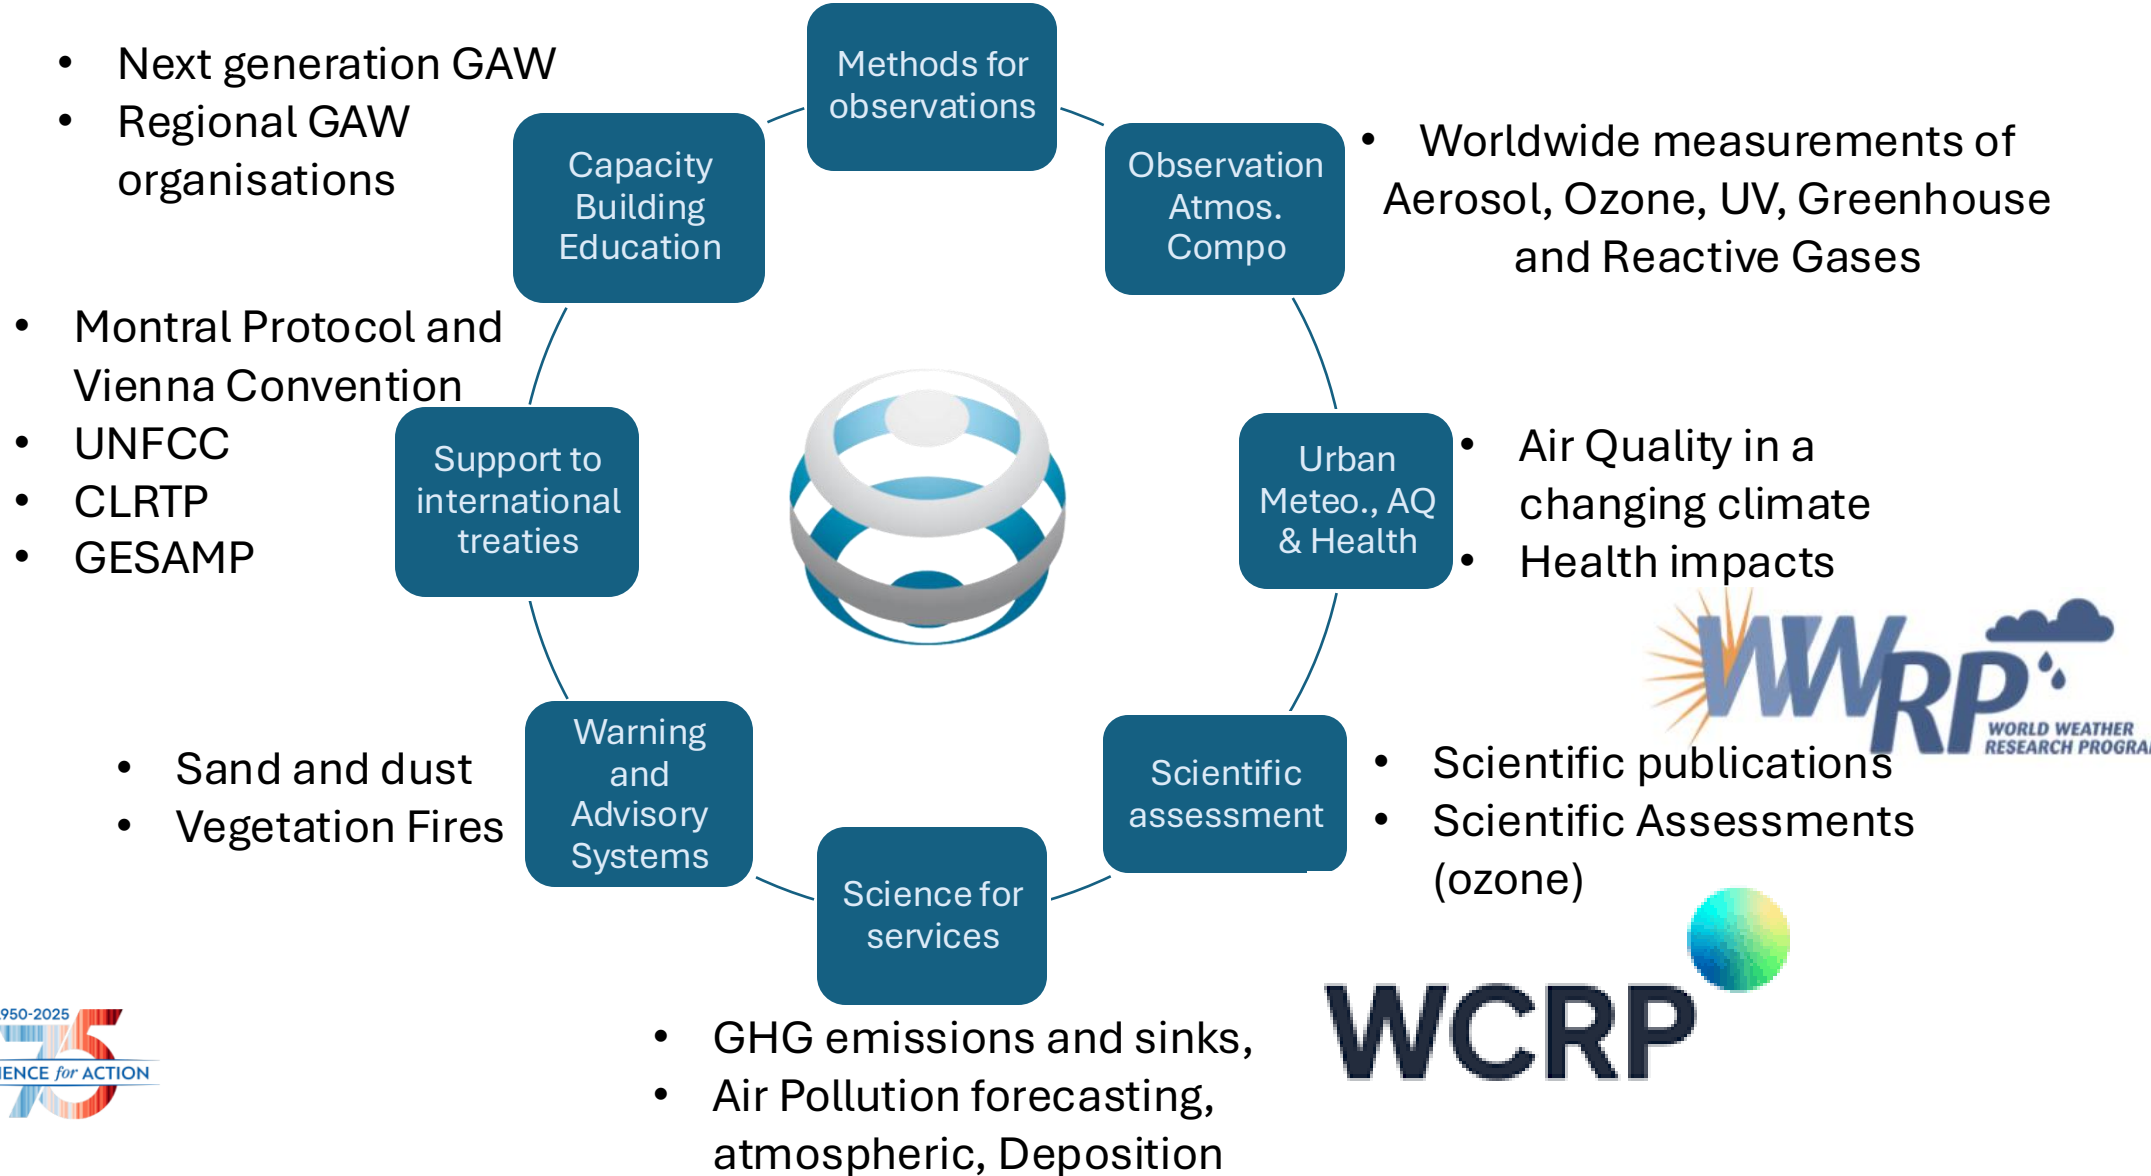 Methods for
observations
• Next generation GAW
• Regional GAW
organisations
Capacity
Building
Education
Observation
Atmos.
Compo
• Worldwide measurements of
Aerosol, Ozone, UV, Greenhouse
and Reactive Gases
• Montral Protocol and
Vienna Convention
• UNFCC
• CLRTP
• GESAMP
Support to
international
treaties
Urban
Meteo., AQ
& Health
• Air Quality in a
changing climate
• Health impacts
WWRP
WORLD WEATHER
RESEARCH PROGRA
• Sand and dust
• Vegetation Fires
Warning
and
Advisory
Systems
Scientific
assessment
• Scientific publications
• Scientific Assessments
(ozone)
Science for
services
WCRP
950-2025
75
IENCE for ACTION
• GHG emissions and sinks,
• Air Pollution forecasting,
atmospheric, Deposition